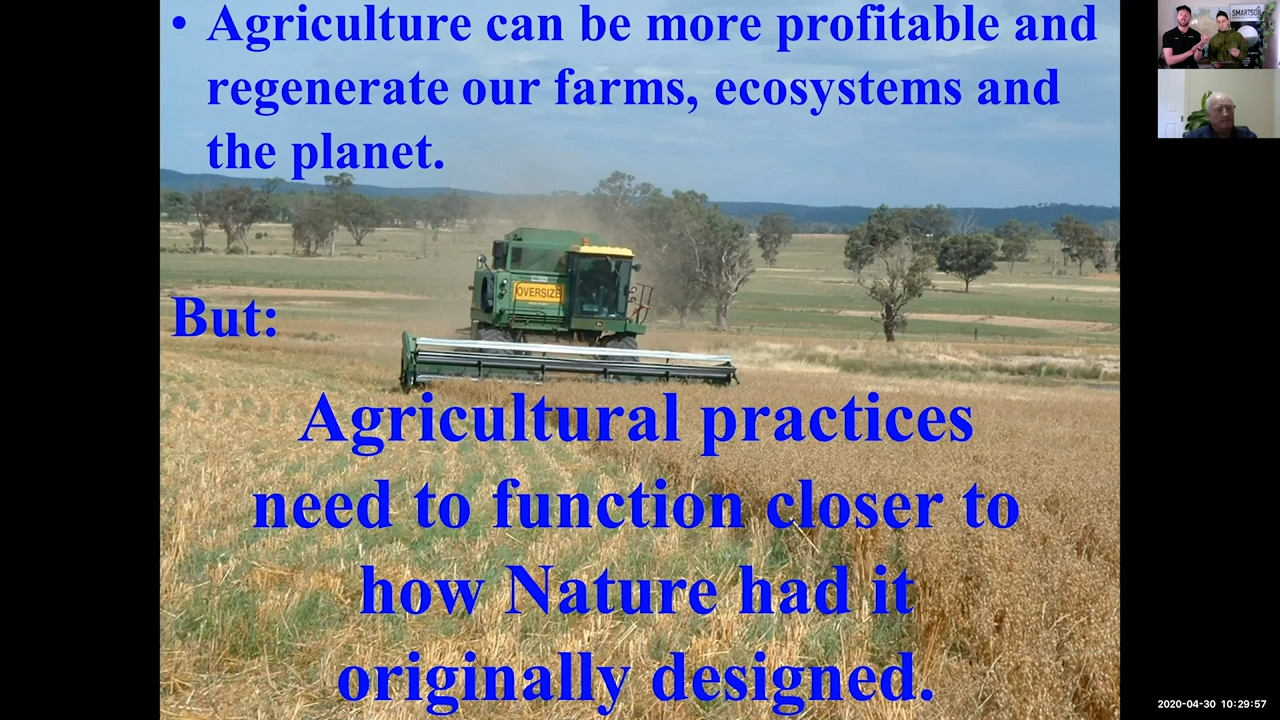 • Agriculture can be more profitable and
regenerate our farms, ecosystems and
the planet.
SMARTSOIL
OVERSIZE
But:
Agricultural practices
need to function closer to
how Nature had it
originally designed.
2020-04-30 10:29:57